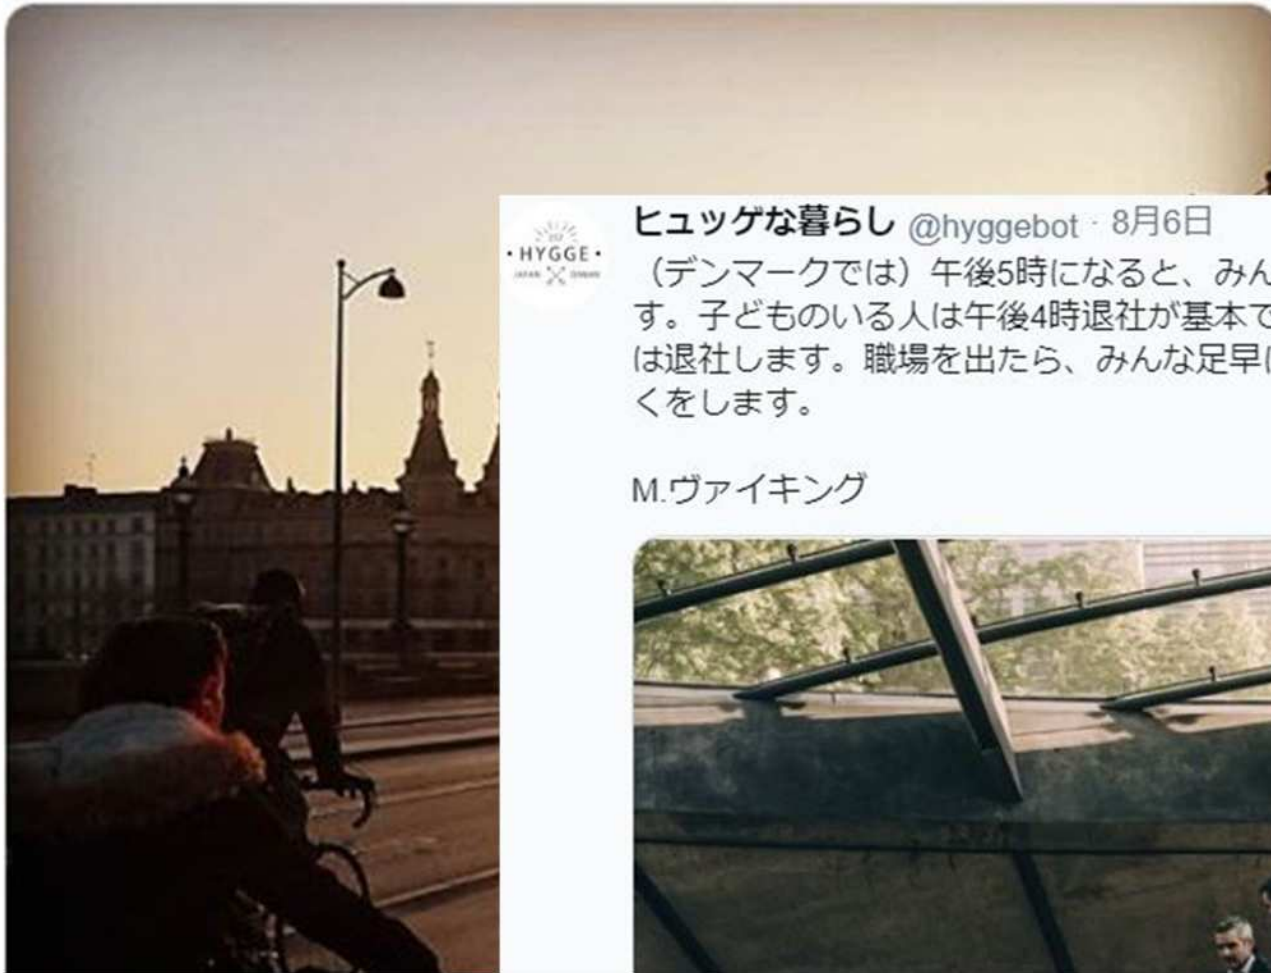 ヒュッゲな暮らし @hyggebot · 8月6日
• HYGGE •
（デンマークでは）午後5時になると、みん
す。子どものいる人は午後4時退社が基本で
は退社します。職場を出たら、みんな足早に
くをします。
M.ヴァイキング